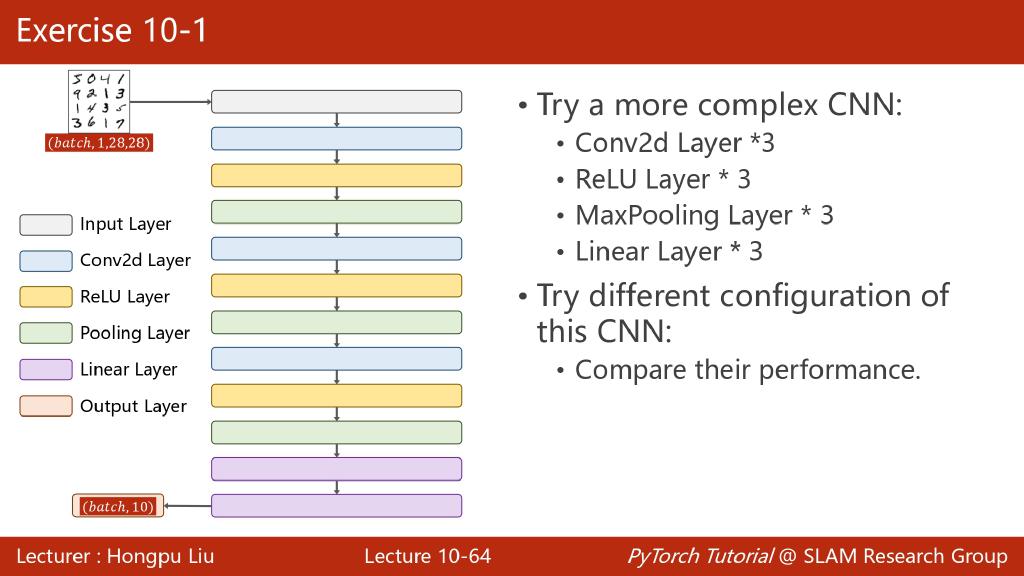 Exercise 10-1
5 0 4 1
9 2 1 3
1 4 3 5
3 6 1 7
(batch, 1,28,28)
Input Layer
Conv2d Layer
ReLU Layer
Pooling Layer
Linear Layer
Output Layer
(batch, 10)
• Try a more complex CNN:
• Conv2d Layer *3
• ReLU Layer * 3
• MaxPooling Layer * 3
• Linear Layer * 3
• Try different configuration of
this CNN:
• Compare their performance.
Lecturer : Hongpu Liu
Lecture 10-64
PyTorch Tutorial @ SLAM Research Group